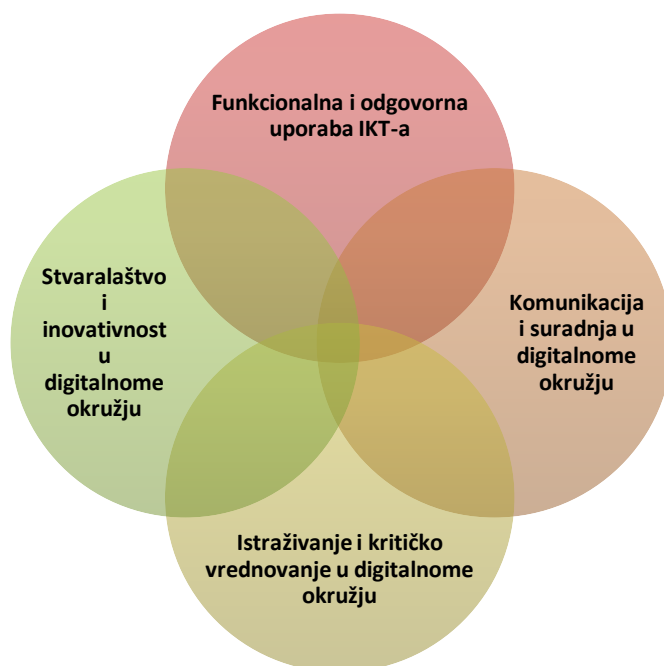 Funkcionalna i odgovorna
uporaba IKT-a
Stvaralaštvo
i
inovativnost
u
digitalnome
okružju
Komunikacija
i suradnja u
digitalnome
okružju
Istraživanje i kritičko
vrednovanje u digitalnome
okružju